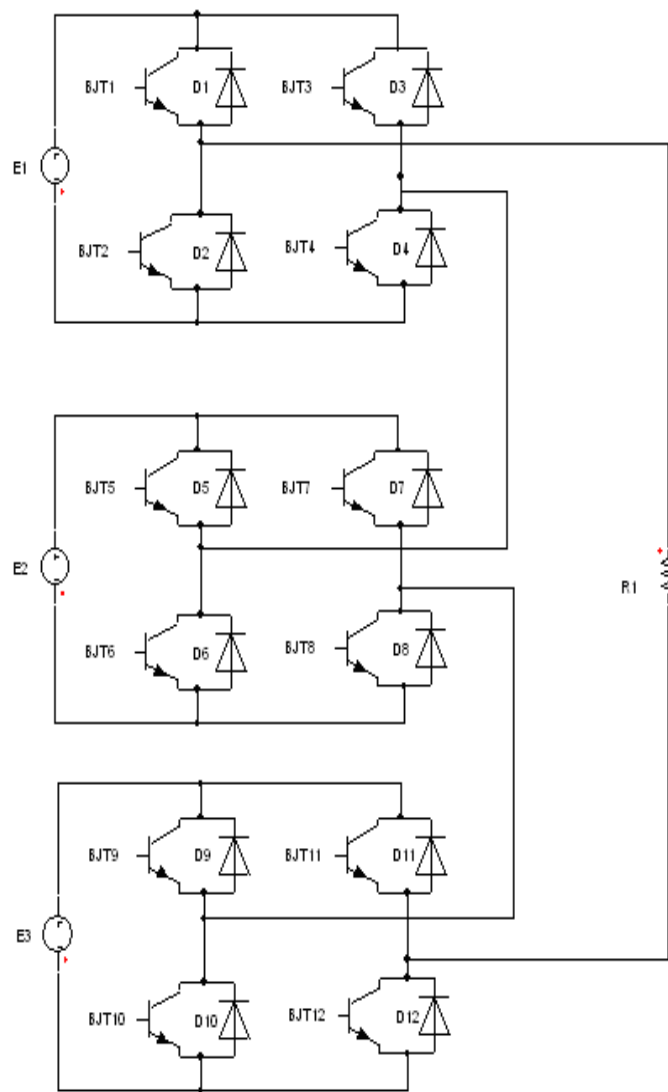 BJT1 D1 BJT3 D3
E1
BJT2 D2 BJT4 D4
BJT5 D5 BJT7 D7
E2
R1
BJT6 D6 BJT8 D8
BJT9 D9 BJT11 D11
E3
BJT10 D10 BJT12 D12